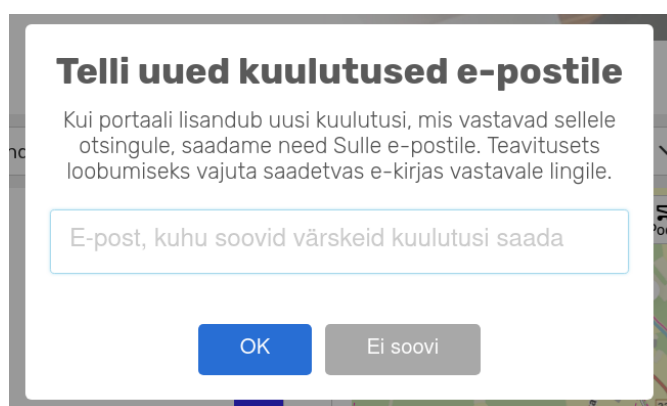 Telli uued kuulutused e-postile
Kui portaali lisandub uusi kuulutusi, mis vastavad sellele
otsingule, saadame need Sulle e-postile. Teavitusets
loobumiseks vajuta saadetvas e-kirjas vastavale lingile.
E-post, kuhu soovid värskeid kuulutusi saada
OK
Ei soovi